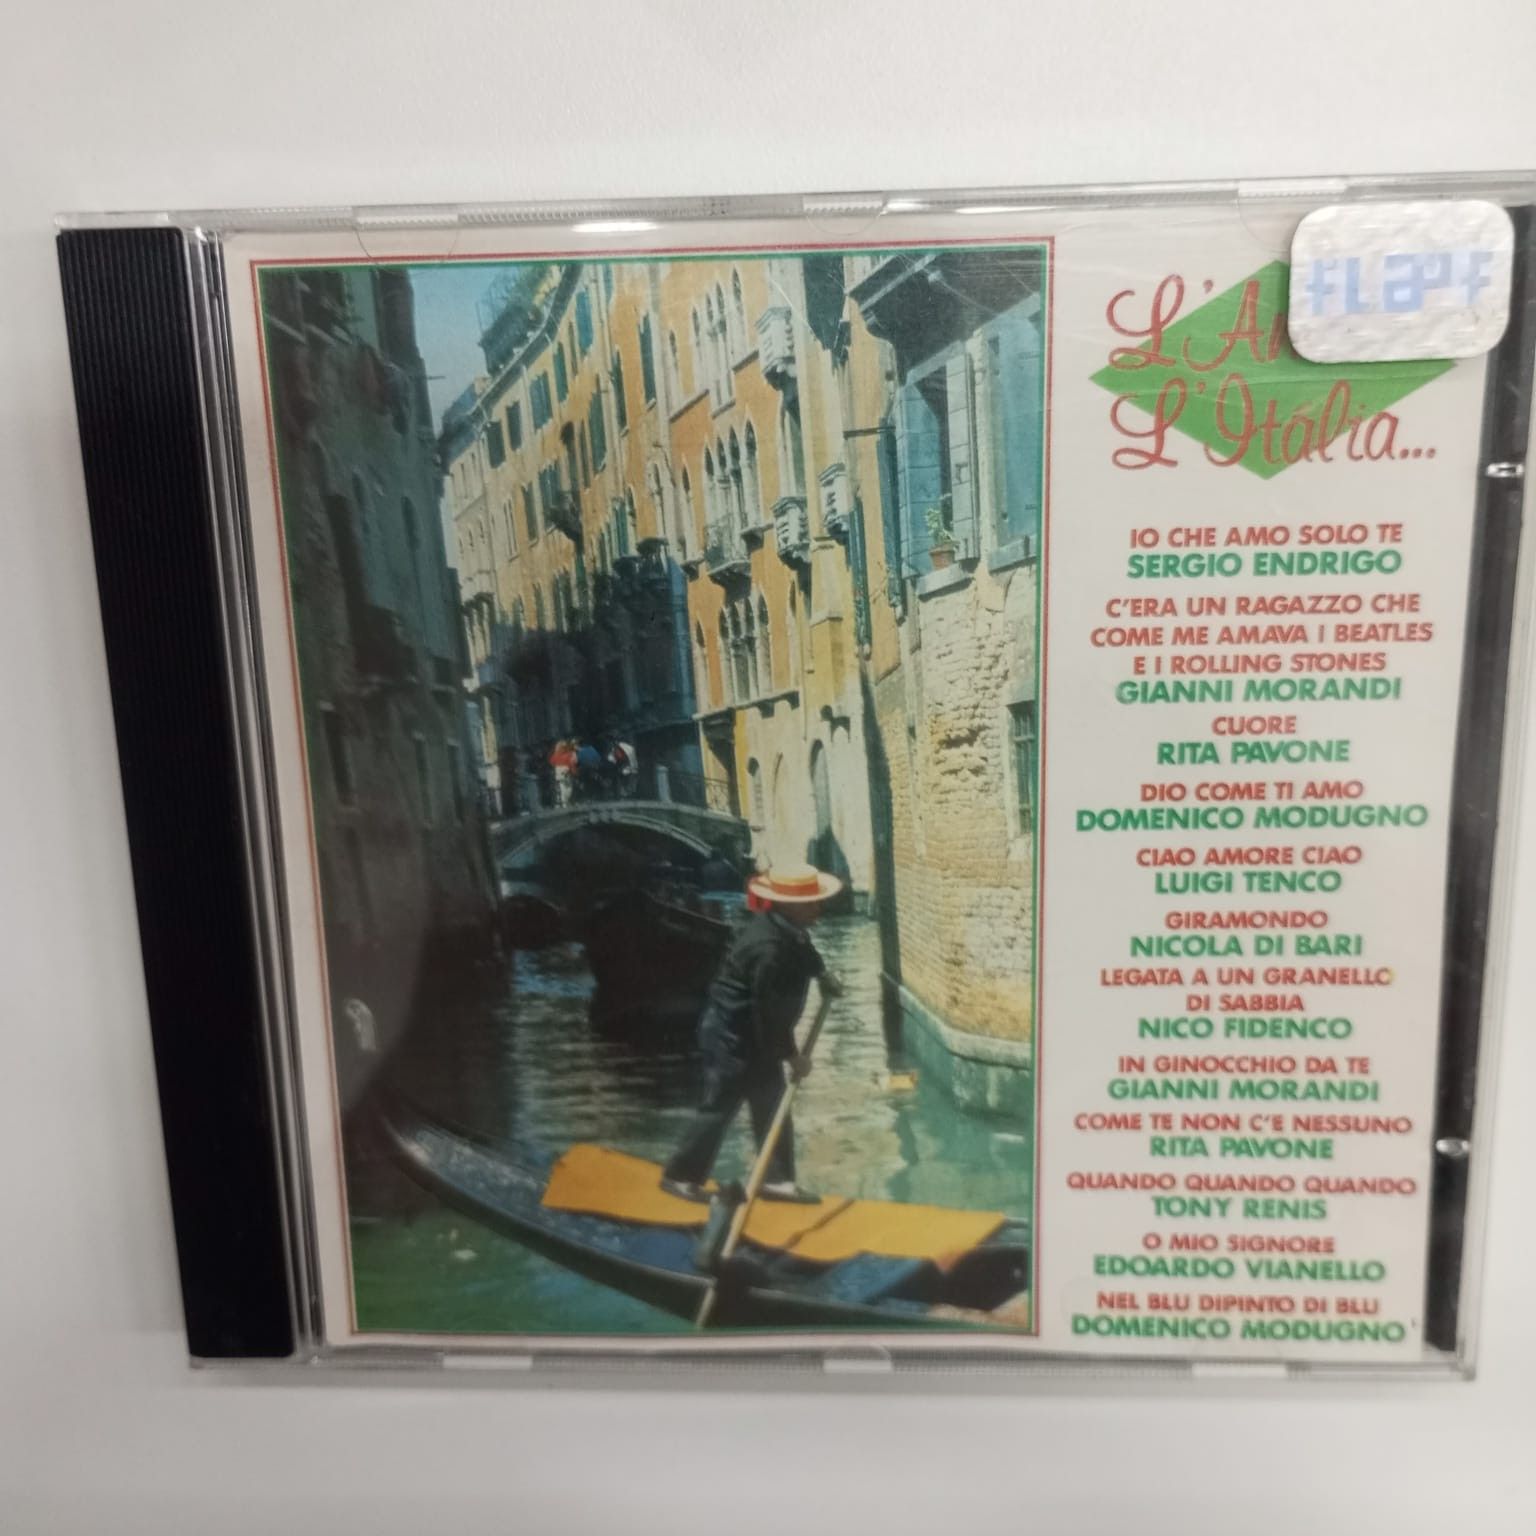 L'
L'Italia...
IO CHE AMO SOLO TE
SERGIO ENDRIGO
C'ERA UN RAGAZZO CHE
COME ME AMAVA I BEATLES
E I ROLLING STONES
GIANNI MORANDI
CUORE
RITA PAVONE
DIO COME TI AMO
DOMENICO MODUGNO
CIAO AMORE CIAO
LUIGI TENCO
GIRAMONDO
NICOLA DI BARI
LEGATA A UN GRANELLO
DI SABBIA
NICO FIDENCO
IN GINOCCHIO DA TE
GIANNI MORANDI
COME TE NON C'E NESSUNO
RITA PAVONE
QUANDO QUANDO QUANDO
TONY RENIS
O MIO SIGNORE
EDOARDO VIANELLO
NEL BLU DIPINTO DI BLU
DOMENICO MODUGNO